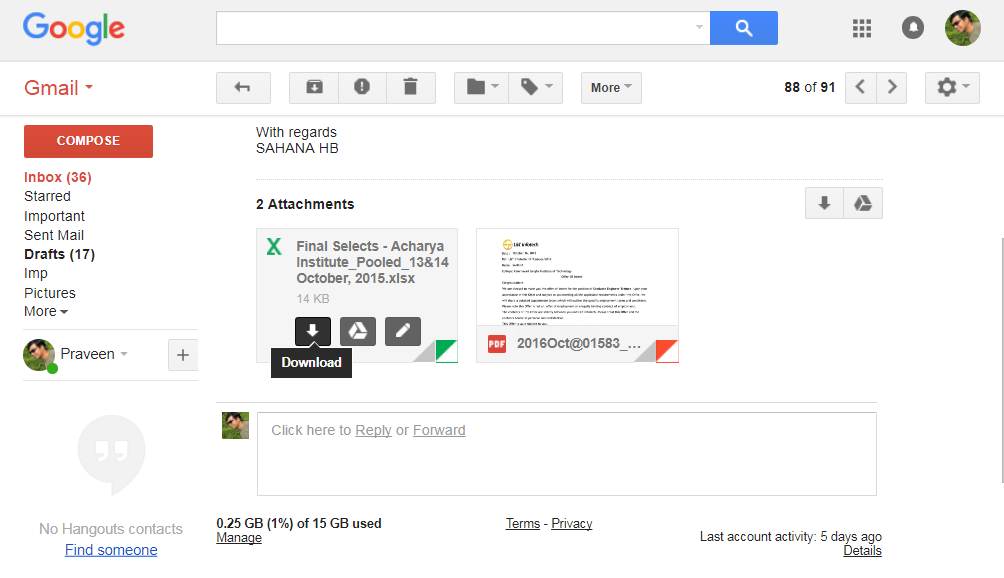 Google
Gmail
More
88 of 91
COMPOSE
Inbox (36)
Starred
Important
Sent Mail
Drafts (17)
Imp
Pictures
More
Praveen
+
No Hangouts contacts
Find someone
With regards
SAHANA HB
2 Attachments
X
Final Selects - Acharya
Institute_Pooled_13&14
October, 2015.xlsx
14 KB
Download
L&T Infotech
PDF
2016Oct@01583_...
Click here to Reply or Forward
0.25 GB (1%) of 15 GB used
Manage
Terms - Privacy
Last account activity: 5 days ago
Details